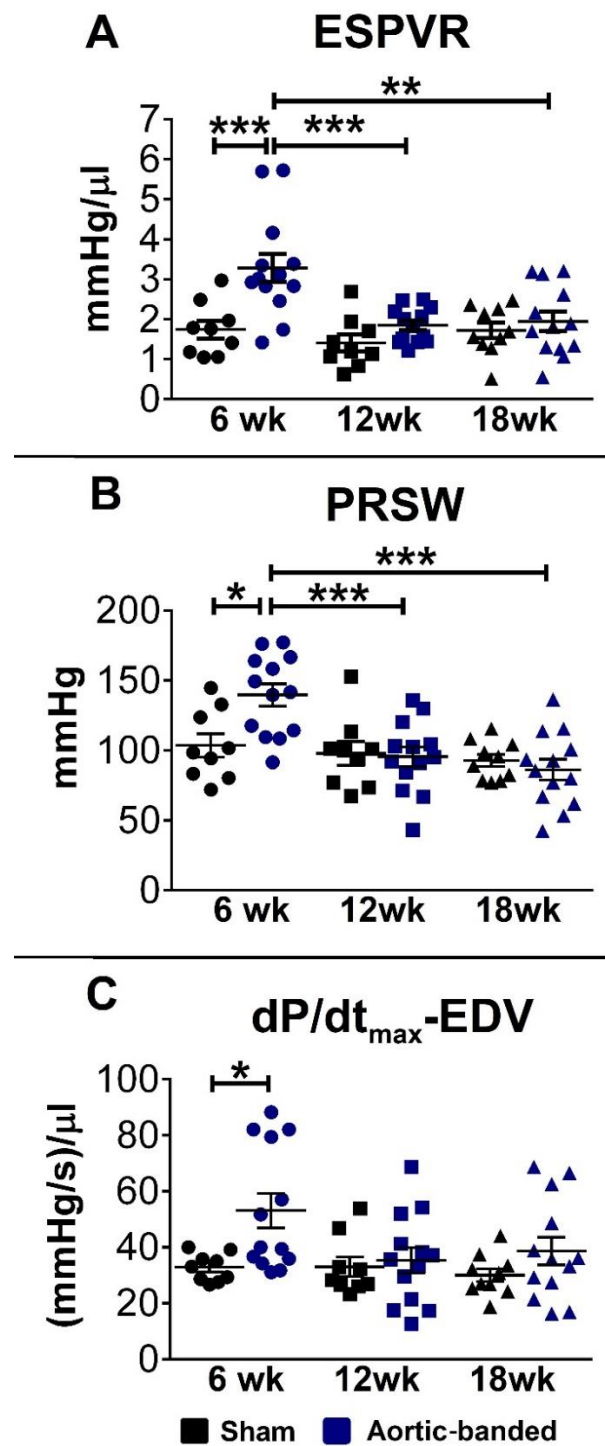 A ESPVR
**
*** ***
mmHg/μl
7
6
5
4
3
2
1
0
6 wk 12wk 18wk
B PRSW
***
* ***
mmHg
200
150
100
50
0
6 wk 12wk 18wk
C dP/dtmax-EDV
*
(mmHg/s)/μl
100
80
60
40
20
0
6 wk 12wk 18wk
Sham Aortic-banded